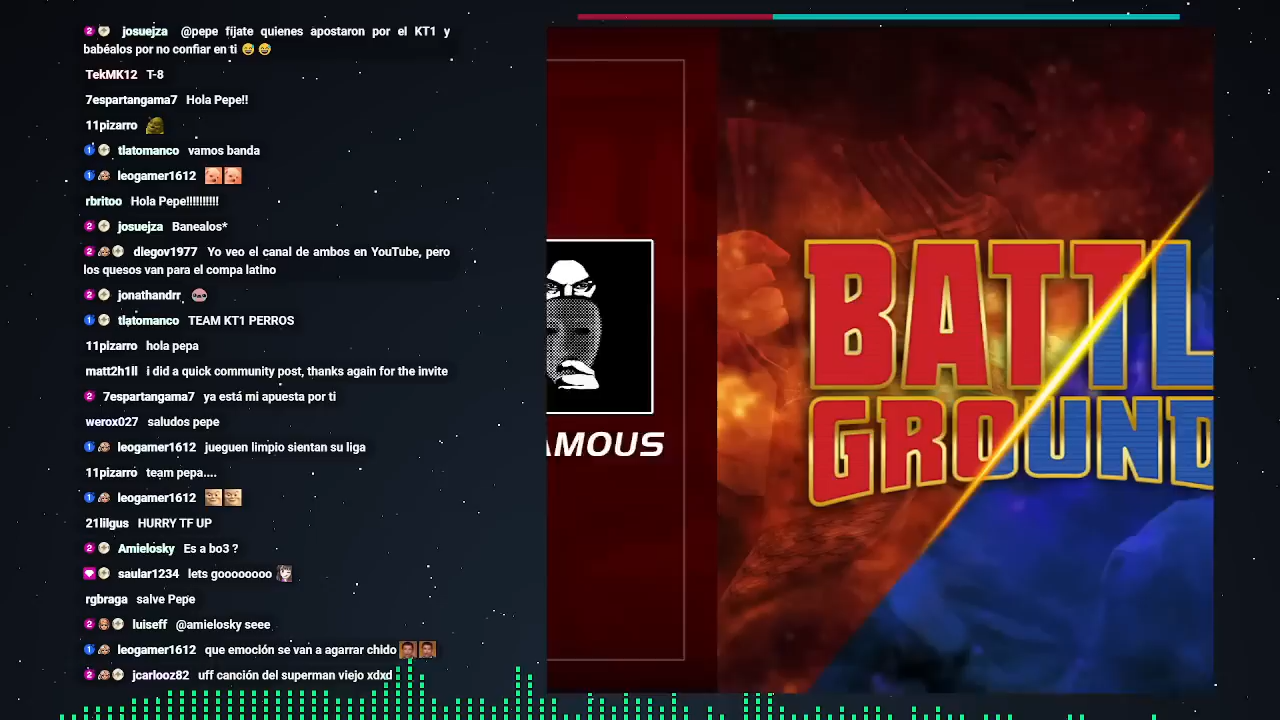 josuejza @pepe fíjate quienes apostaron por el KT1 y
babéalos por no confiar en ti
TekMK12 T-8
7espartangama7 Hola Pepe!!
11pizarro
tlatomanco vamos banda
leogamer1612
rbritoo Hola Pepe!!!!!!!!!!
josuejza Banealos*
dlegov1977 Yo veo el canal de ambos en YouTube, pero
los quesos van para el compa latino
jonathandrr
tlatomanco TEAM KT1 PERROS
11pizarro hola pepa
matt2h1ll i did a quick community post, thanks again for the invite
7espartangama7 ya está mi apuesta por ti
werox027 saludos pepe
leogamer1612 jueguen limpio sientan su liga
11pizarro team pepa....
leogamer1612
21lilgus HURRY TF UP
Amielosky Es a bo3 ?
saular1234 lets goooooooo
rgbraga salve Pepe
luiseff @amielosky seee
leogamer1612 que emoción se van a agarrar chido
jcarlooz82 uff canción del superman viejo xdxd
AMOUS
BATTL
GROUND